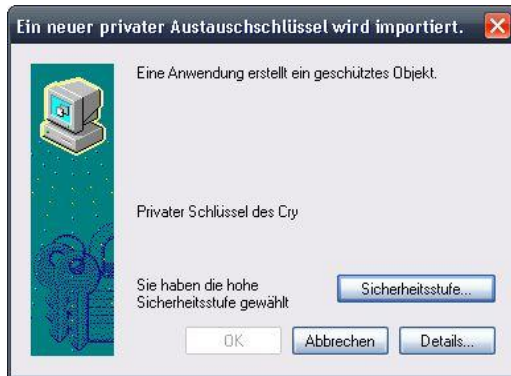 Ein neuer privater Austauschschlüssel wird importiert.
Eine Anwendung erstellt ein geschütztes Objekt.
Privater Schlüssel des Cry
Sie haben die hohe
Sicherheitsstufe gewählt
Sicherheitsstufe...
OK
Abbrechen
Details...